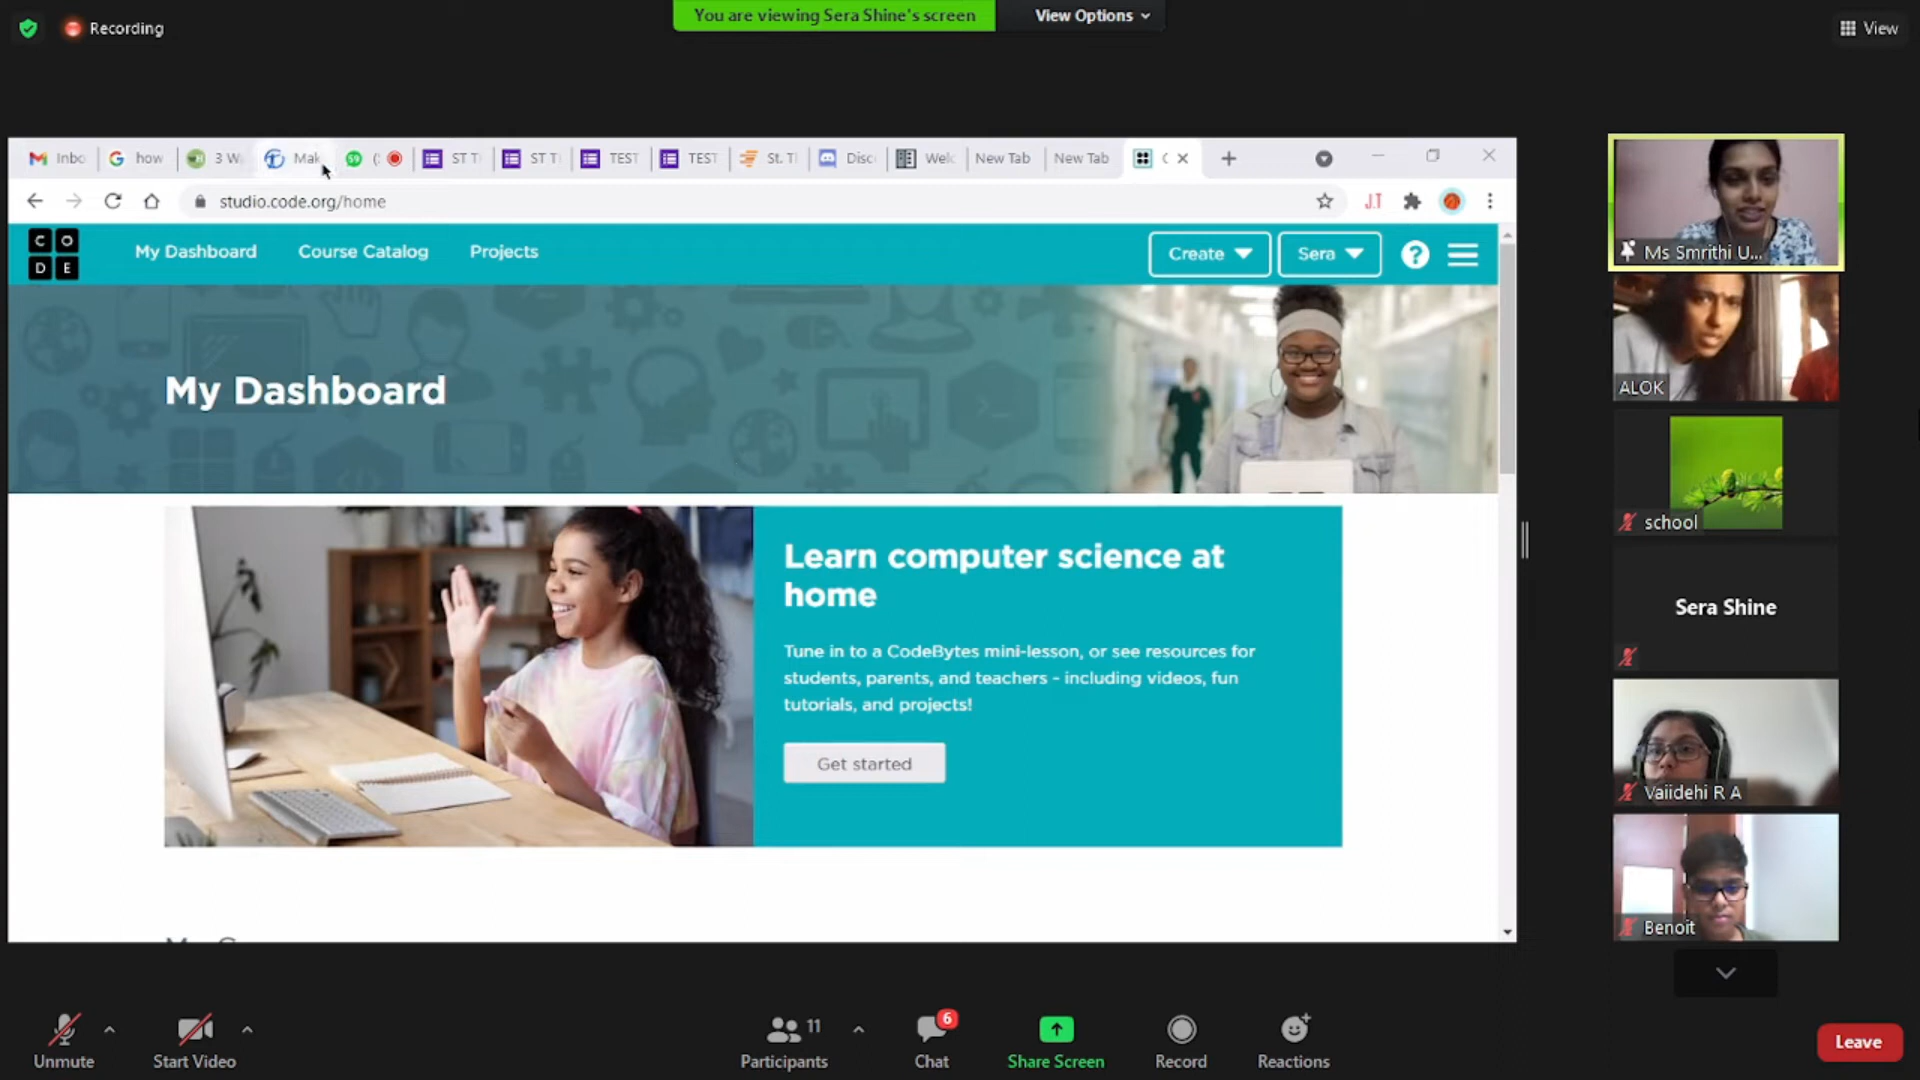 Recording
You are viewing Sera Shine's screen
View Options
View
Inbo
how
3 W
Mak
59
ST T
ST T
TEST
TEST
St. T
Disc
Welc
New Tab
New Tab
studio.code.org/home
J.T
C O
D E
My Dashboard
Course Catalog
Projects
Create
Sera
?
My Dashboard
Learn computer science at
home
Tune in to a CodeBytes mini-lesson, or see resources for
students, parents, and teachers - including videos, fun
tutorials, and projects!
Get started
Ms Smrithi U...
ALOK
school
Sera Shine
Vaiidehi R A
Benoit
Unmute
Start Video
11
Participants
6
Chat
Share Screen
Record
Reactions
Leave